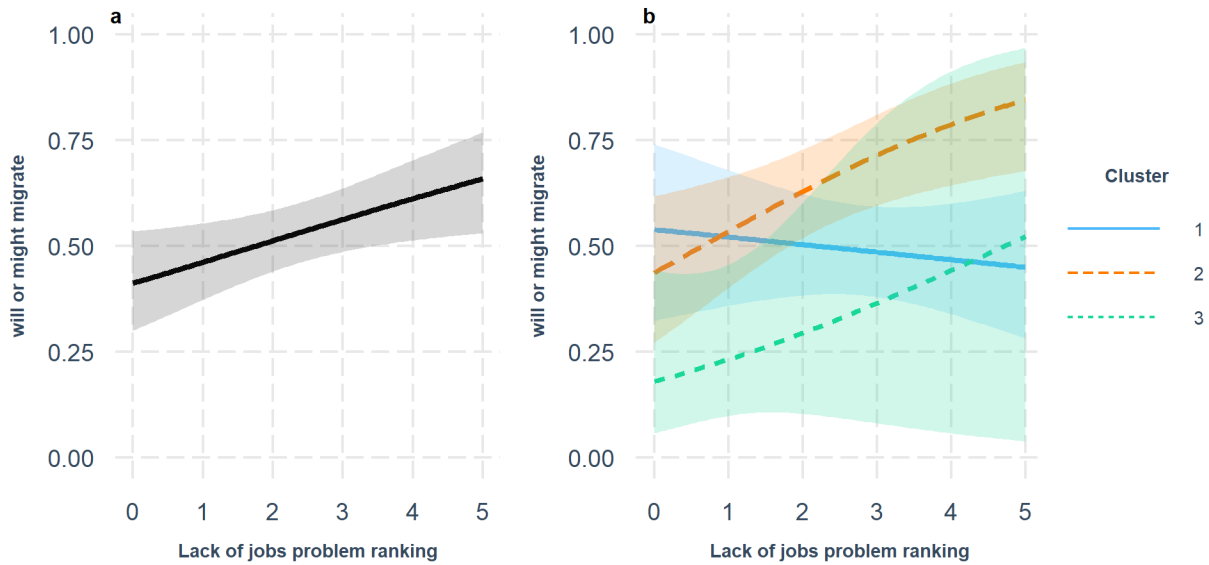 a
1.00
0.75
0.50
0.25
0.00
will or might migrate
0 1 2 3 4 5
Lack of jobs problem ranking
b
1.00
0.75
0.50
0.25
0.00
will or might migrate
0 1 2 3 4 5
Lack of jobs problem ranking
Cluster
1
2
3